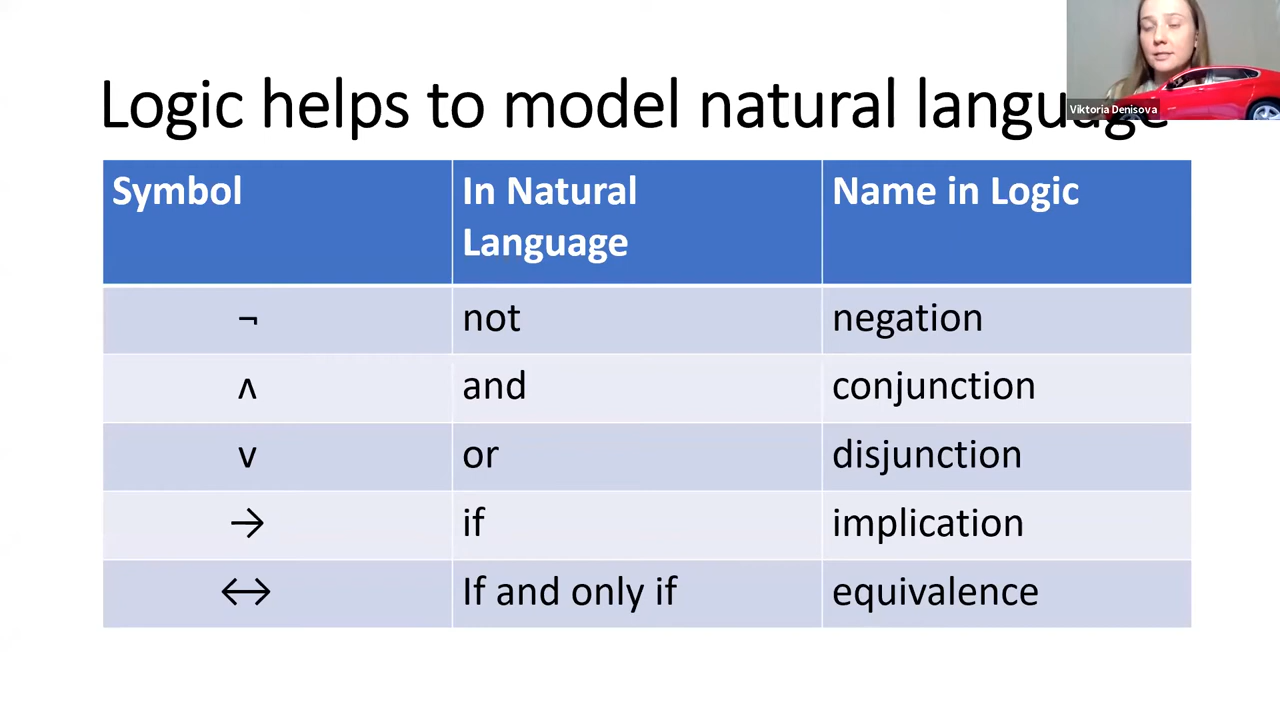 Logic helps to model natural language
Viktoria Denisova
Symbol
In Natural
Language
Name in Logic
¬
not
negation
∧
and
conjunction
∨
or
disjunction
→
if
implication
↔
If and only if
equivalence